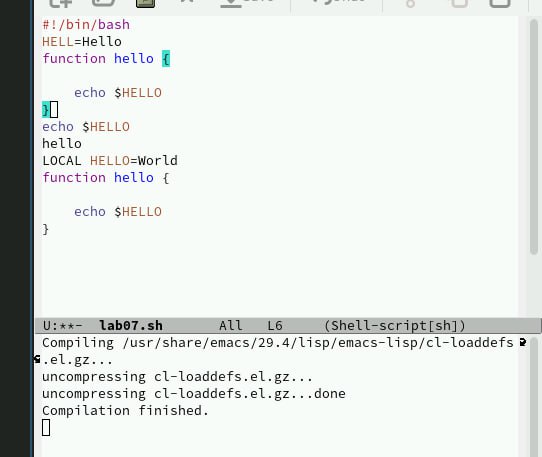 #!/bin/bash
HELL=Hello
function hello {
echo $HELLO
}
echo $HELLO
hello
LOCAL HELLO=World
function hello {
echo $HELLO
}
U:**-  lab07.sh       All   L6     (Shell-script[sh])
Compiling /usr/share/emacs/29.4/lisp/emacs-lisp/cl-loaddefs
.el.gz...
uncompressing cl-loaddefs.el.gz...
uncompressing cl-loaddefs.el.gz...done
Compilation finished.